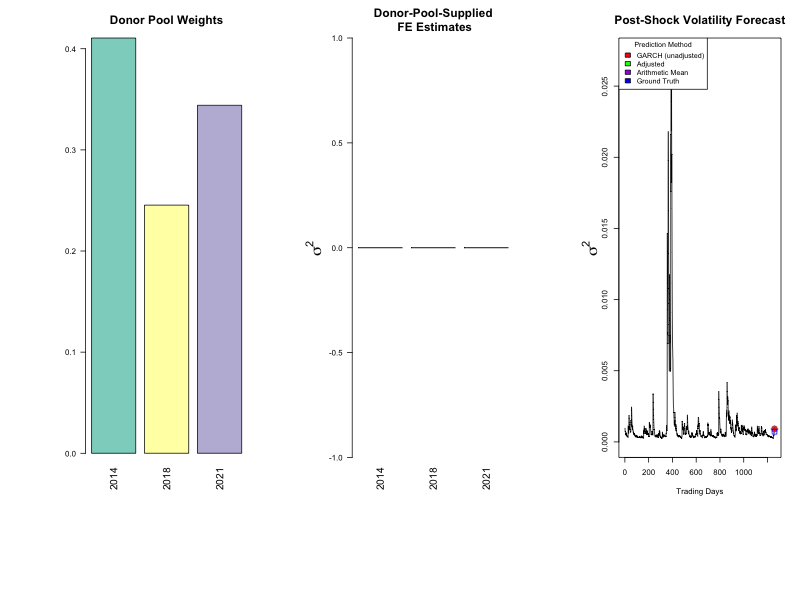 Donor Pool Weights
0.4
0.3
0.2
0.1
0.0
2014
2018
2021
Donor-Pool-Supplied
FE Estimates
σ²
1.0
0.5
0.0
-0.5
-1.0
2014
2018
2021
Post-Shock Volatility Forecast
Prediction Method
GARCH (unadjusted)
Adjusted
Arithmetic Mean
Ground Truth
σ²
0.025
0.020
0.015
0.010
0.005
0.000
0 200 400 600 800 1000
Trading Days